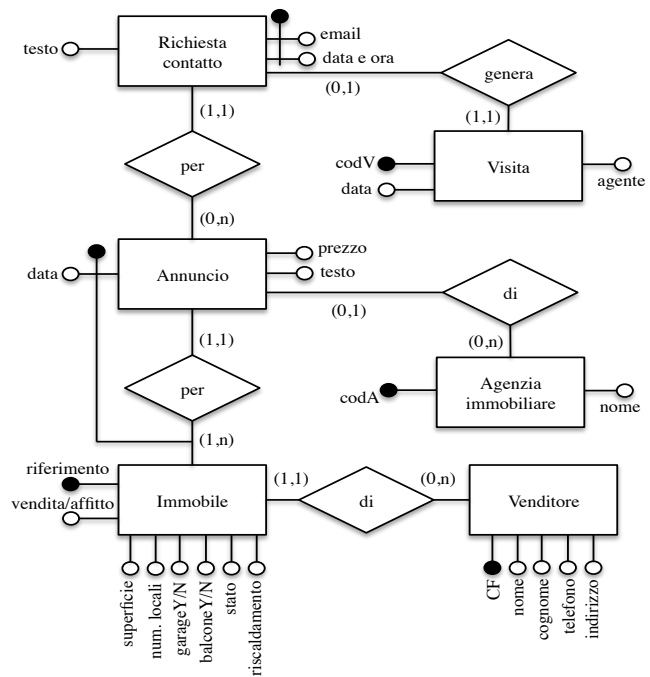 testo
Richiesta
contatto
email
data e ora
(0,1)
genera
(1,1)
(1,1)
per
codV
data
Visita
agente
(0,n)
data
Annuncio
prezzo
testo
(0,1)
di
(0,n)
(1,1)
per
codA
Agenzia
immobiliare
nome
(1,n)
riferimento
vendita/affitto
Immobile
(1,1)
di
(0,n)
Venditore
superficie
num. locali
garageY/N
balconeY/N
stato
riscaldamento
CF
nome
cognome
telefono
indirizzo